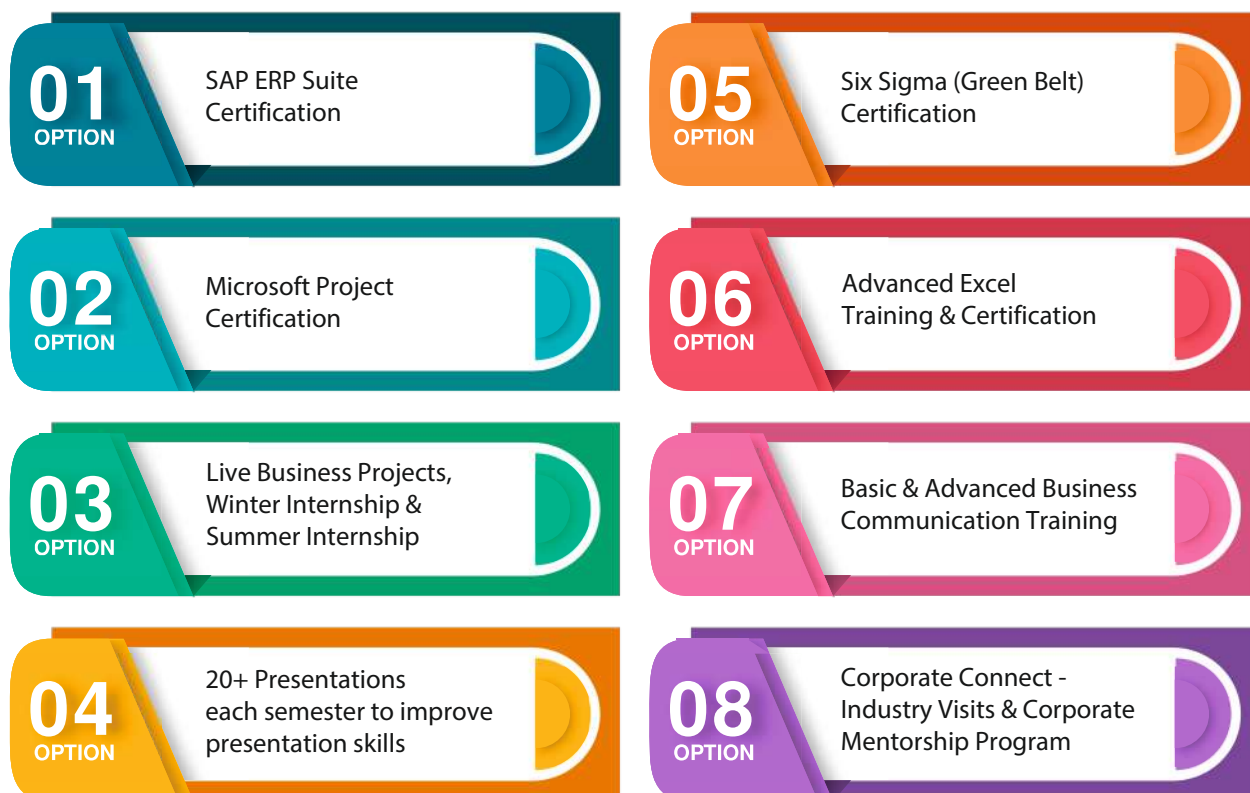 01
OPTION
SAP ERP Suite
Certification
02
OPTION
Microsoft Project
Certification
03
OPTION
Live Business Projects,
Winter Internship &
Summer Internship
04
OPTION
20+ Presentations
each semester to improve
presentation skills
05
OPTION
Six Sigma (Green Belt)
Certification
06
OPTION
Advanced Excel
Training & Certification
07
OPTION
Basic & Advanced Business
Communication Training
08
OPTION
Corporate Connect -
Industry Visits & Corporate
Mentorship Program